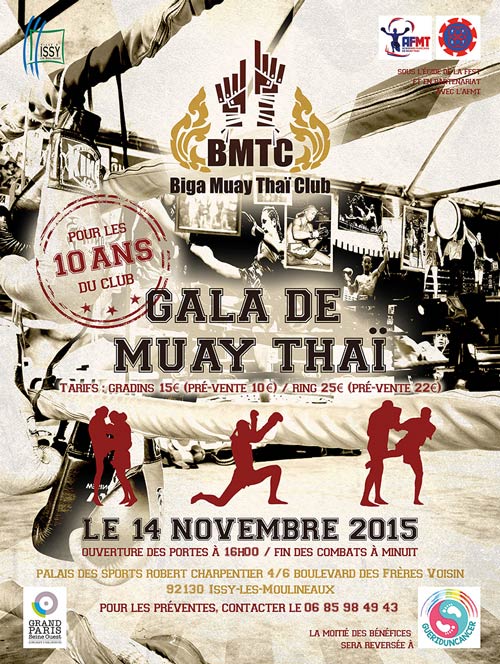 ISSY
AFMT
SOUS L'ÉGIDE DE LA FEST
ET EN PARTENARIAT
AVEC L'AFMT
BMTC
Biga Muay Thaï Club
POUR LES
10 ANS
DU CLUB
GALA DE
MUAY THAÏ
TARIFS : GRADINS 15€ (PRÉ-VENTE 10€) / RING 25€ (PRÉ-VENTE 22€)
LE 14 NOVEMBRE 2015
OUVERTURE DES PORTES À 16H00 / FIN DES COMBATS À MINUIT
PALAIS DES SPORTS ROBERT CHARPENTIER 4/6 BOULEVARD DES FRÈRES VOISIN
92130 ISSY-LES-MOULINEAUX
POUR LES PRÉVENTES, CONTACTER LE 06 85 98 49 43
GRAND
PARIS
Seine Ouest
GUERIDUNCANCER
LA MOITIÉ DES BÉNÉFICES
SERA REVERSÉE À